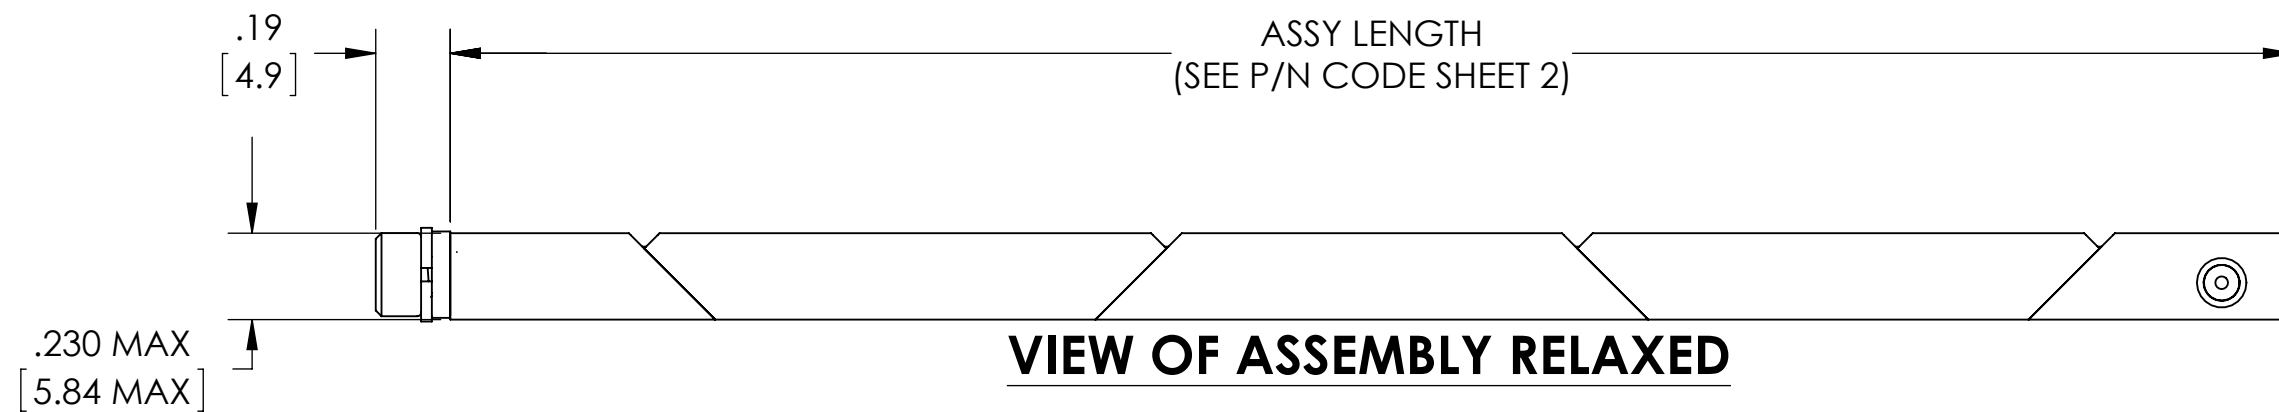 .19
[4.9]
ASSY LENGTH
(SEE P/N CODE SHEET 2)
.230 MAX
[5.84 MAX]
VIEW OF ASSEMBLY RELAXED